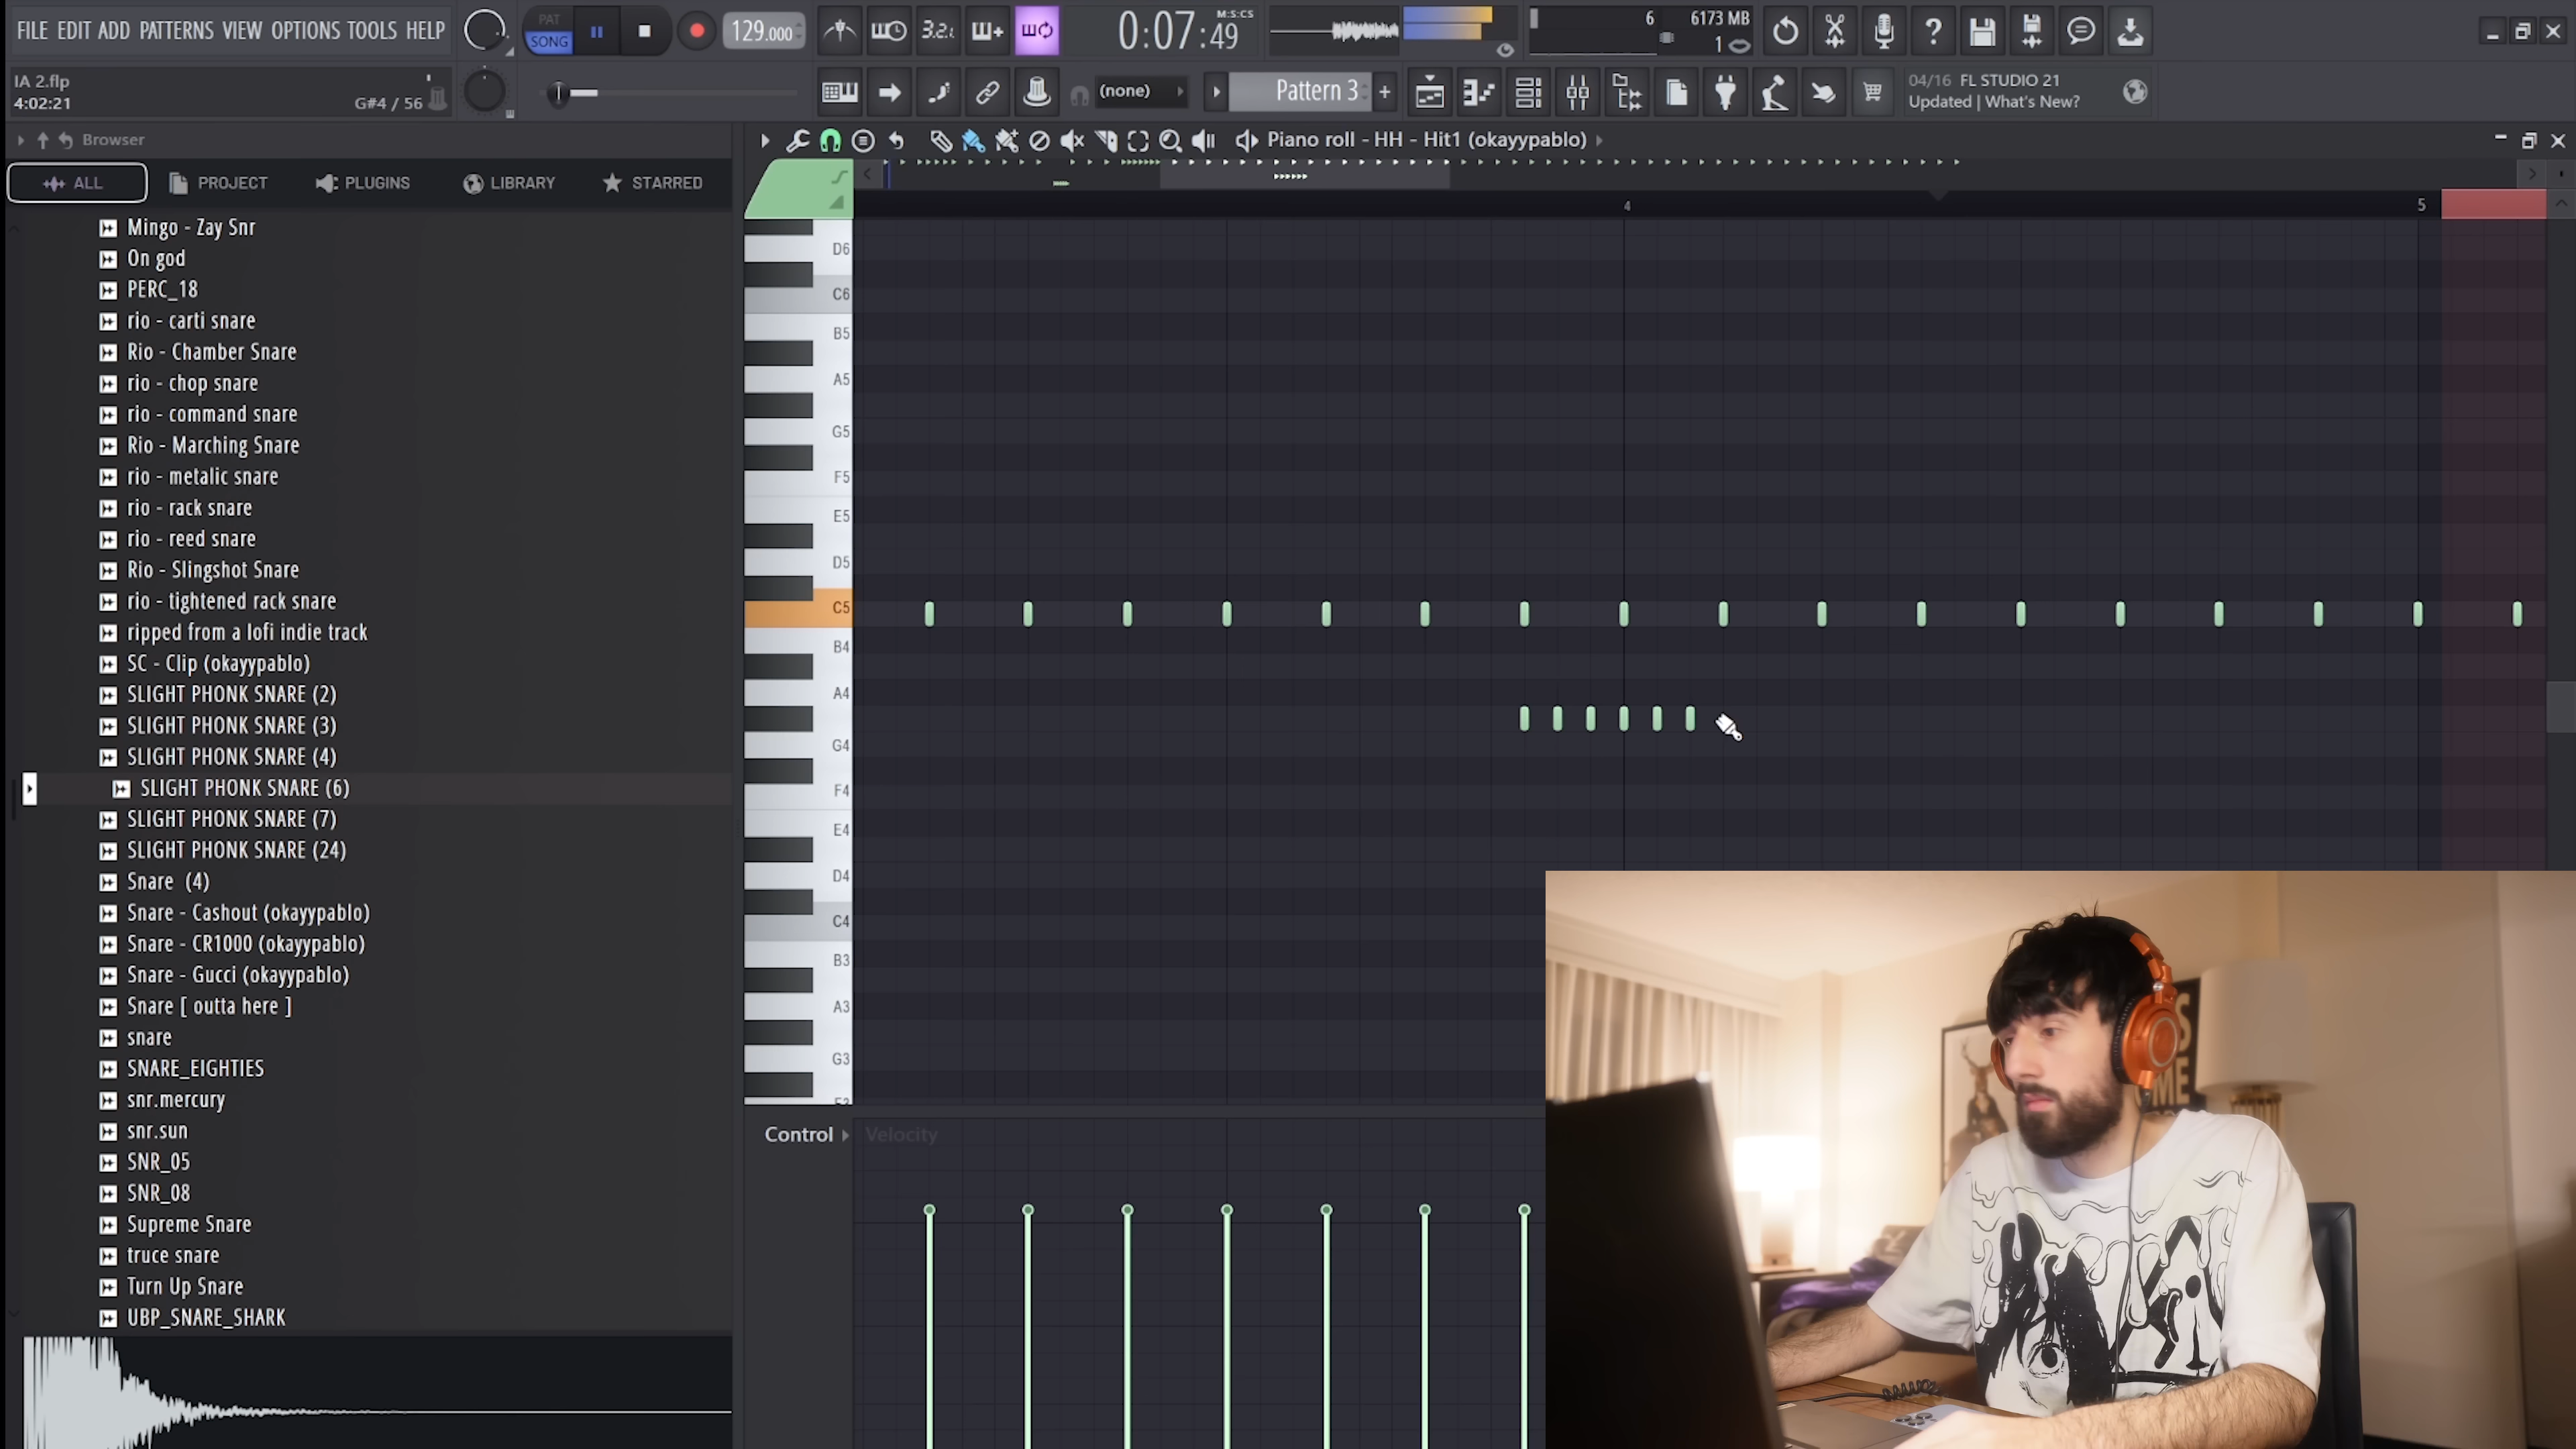 FILE EDIT ADD PATTERNS VIEW OPTIONS TOOLS HELP
PAT
SONG
129.000
3.2.
0:07:49
M:S:CS
6
6173 MB
1
IA 2.flp
4:02:21
G#4 / 56
(none)
Pattern 3
04/16 FL STUDIO 21
Updated | What's New?
Browser
ALL
PROJECT
PLUGINS
LIBRARY
STARRED
Piano roll - HH - Hit1 (okayypablo)
4
5
Mingo - Zay Snr
On god
PERC_18
rio - carti snare
Rio - Chamber Snare
rio - chop snare
rio - command snare
Rio - Marching Snare
rio - metalic snare
rio - rack snare
rio - reed snare
Rio - Slingshot Snare
rio - tightened rack snare
ripped from a lofi indie track
SC - Clip (okayypablo)
SLIGHT PHONK SNARE (2)
SLIGHT PHONK SNARE (3)
SLIGHT PHONK SNARE (4)
SLIGHT PHONK SNARE (6)
SLIGHT PHONK SNARE (7)
SLIGHT PHONK SNARE (24)
Snare (4)
Snare - Cashout (okayypablo)
Snare - CR1000 (okayypablo)
Snare - Gucci (okayypablo)
Snare [ outta here ]
snare
SNARE_EIGHTIES
snr.mercury
snr.sun
SNR_05
SNR_08
Supreme Snare
truce snare
Turn Up Snare
UBP_SNARE_SHARK
D6
C6
B5
A5
G5
F5
E5
D5
C5
B4
A4
G4
F4
E4
D4
C4
B3
A3
G3
Control
Velocity